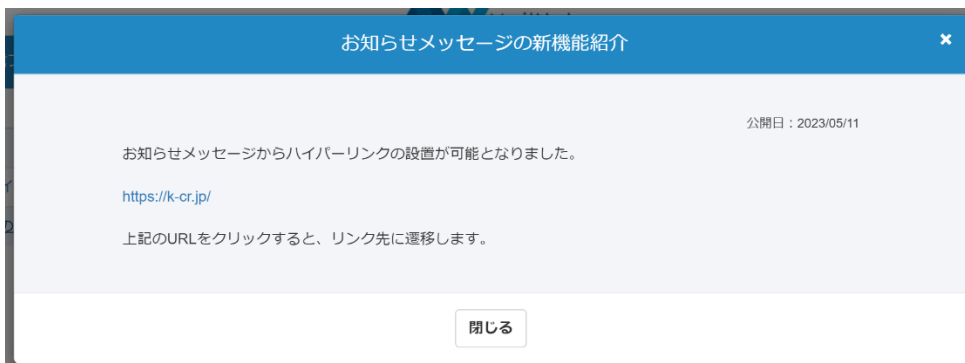 お知らせメッセージの新機能紹介
×
公開日：2023/05/11
お知らせメッセージからハイパーリンクの設置が可能となりました。
https://k-cr.jp/
上記のURLをクリックすると、リンク先に遷移します。
閉じる